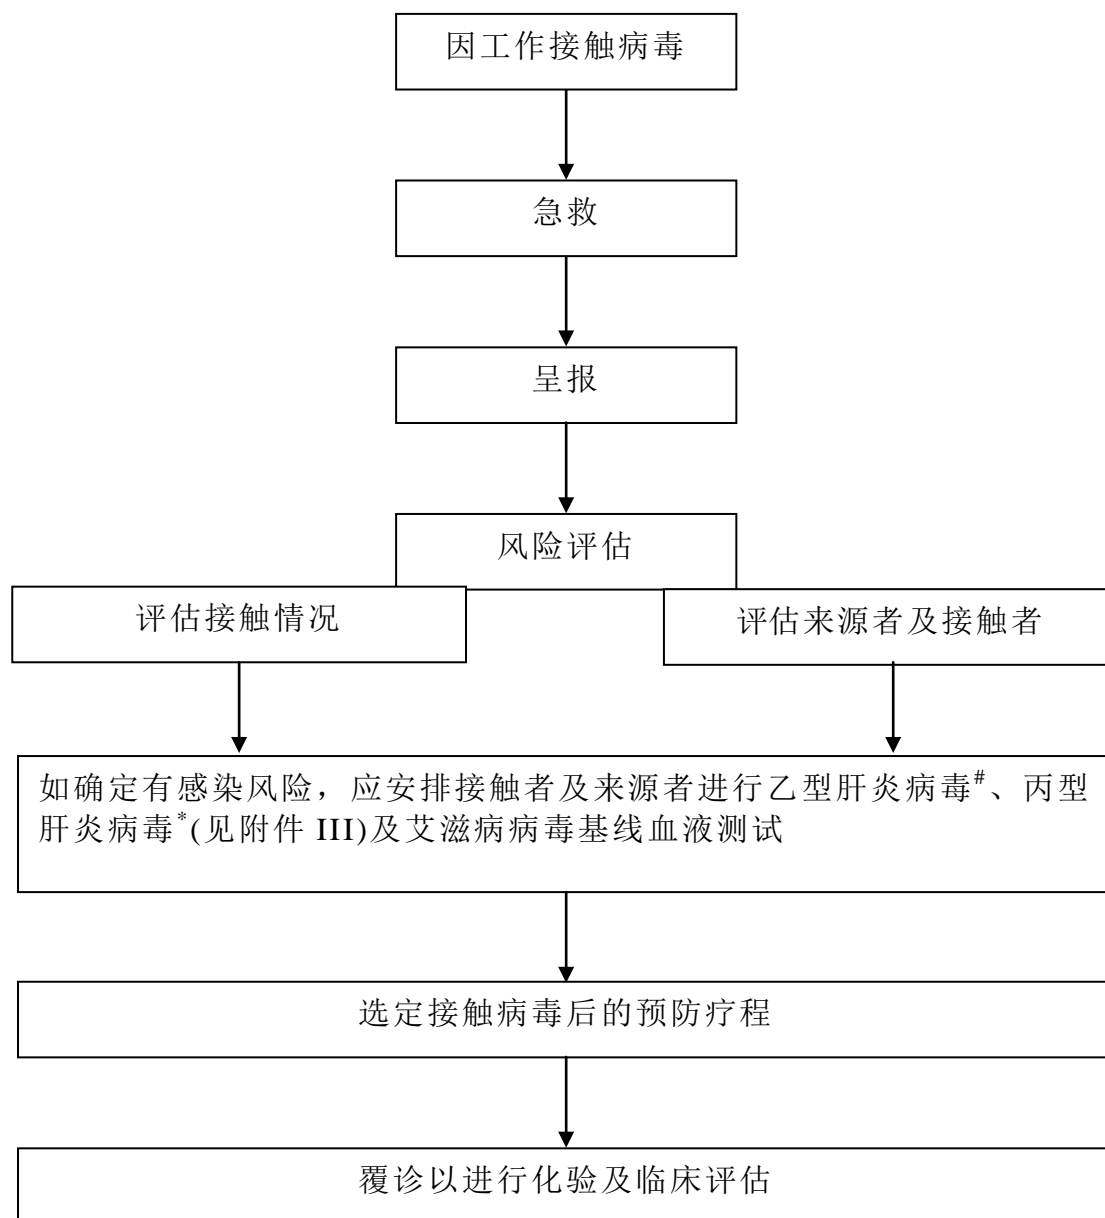 因工作接触病毒
急救
呈报
风险评估
评估接触情况
评估来源者及接触者
如确定有感染风险，应安排接触者及来源者进行乙型肝炎病毒#、丙型
肝炎病毒*(见附件 III)及艾滋病病毒基线血液测试
选定接触病毒后的预防疗程
覆诊以进行化验及临床评估